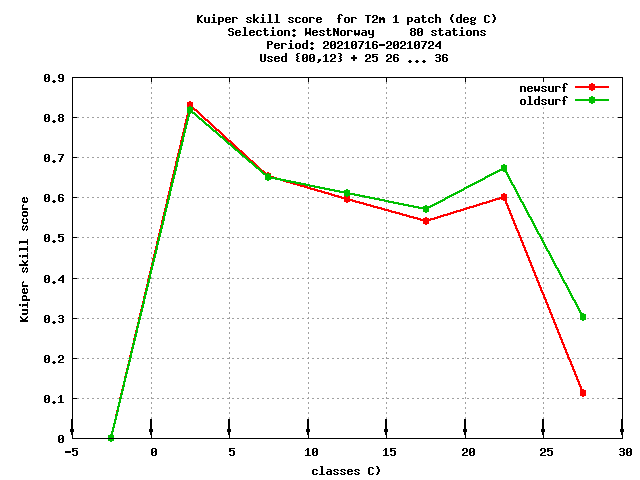 Kuiper skill score  for T2m 1 patch (deg C)
Selection: WestNorway     80 stations
Period: 20210716-20210724
Used {00,12} + 25 26 ... 36
newsurf
oldsurf
0.9
0.8
0.7
0.6
0.5
0.4
0.3
0.2
0.1
0
Kuiper skill score
-5 0 5 10 15 20 25 30
classes C)